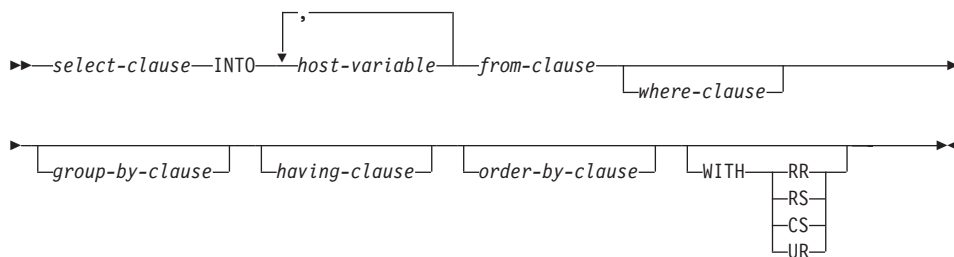 ,
select-clause INTO host-variable from-clause
where-clause
group-by-clause having-clause order-by-clause WITH RR
RS
CS
UR